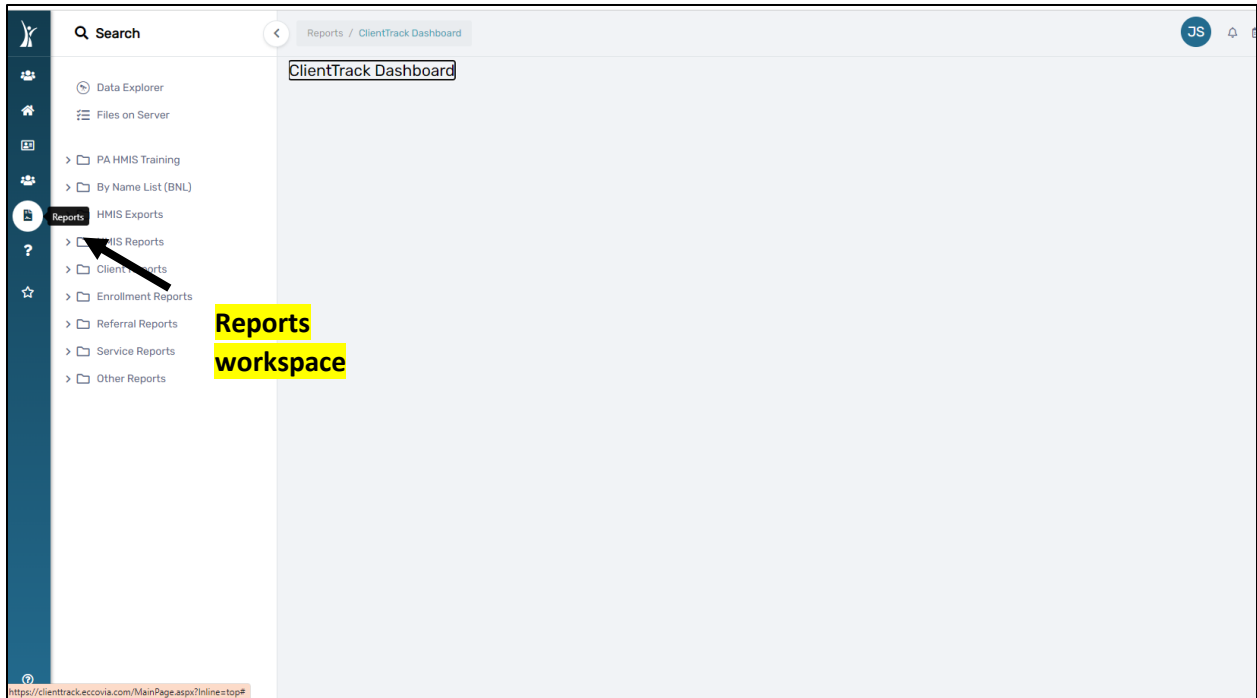 Search
Reports / ClientTrack Dashboard
JS
ClientTrack Dashboard
Data Explorer
Files on Server
PA HMIS Training
By Name List (BNL)
Reports
HMIS Exports
HMIS Reports
?
Client Reports
Enrollment Reports
Referral Reports
Service Reports
Other Reports
Reports
workspace
https://clienttrack.eccovia.com/MainPage.aspx?Inline=top#